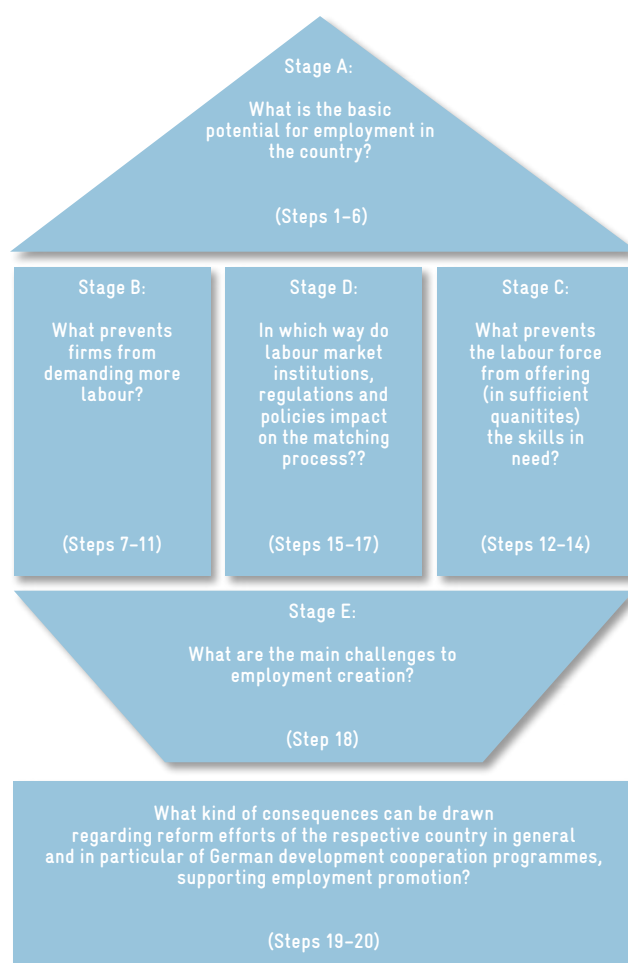 Stage A:
What is the basic
potential for employment in
the country?
(Steps 1–6)
Stage B:
What prevents
firms from
demanding more
labour?
(Steps 7–11)
Stage D:
In which way do
labour market
institutions,
regulations and
policies impact
on the matching
process??
(Steps 15–17)
Stage C:
What prevents
the labour force
from offering
(in sufficient
quanitites)
the skills in
need?
(Steps 12–14)
Stage E:
What are the main challenges to
employment creation?
(Step 18)
What kind of consequences can be drawn
regarding reform efforts of the respective country in general
and in particular of German development cooperation programmes,
supporting employment promotion?
(Steps 19–20)